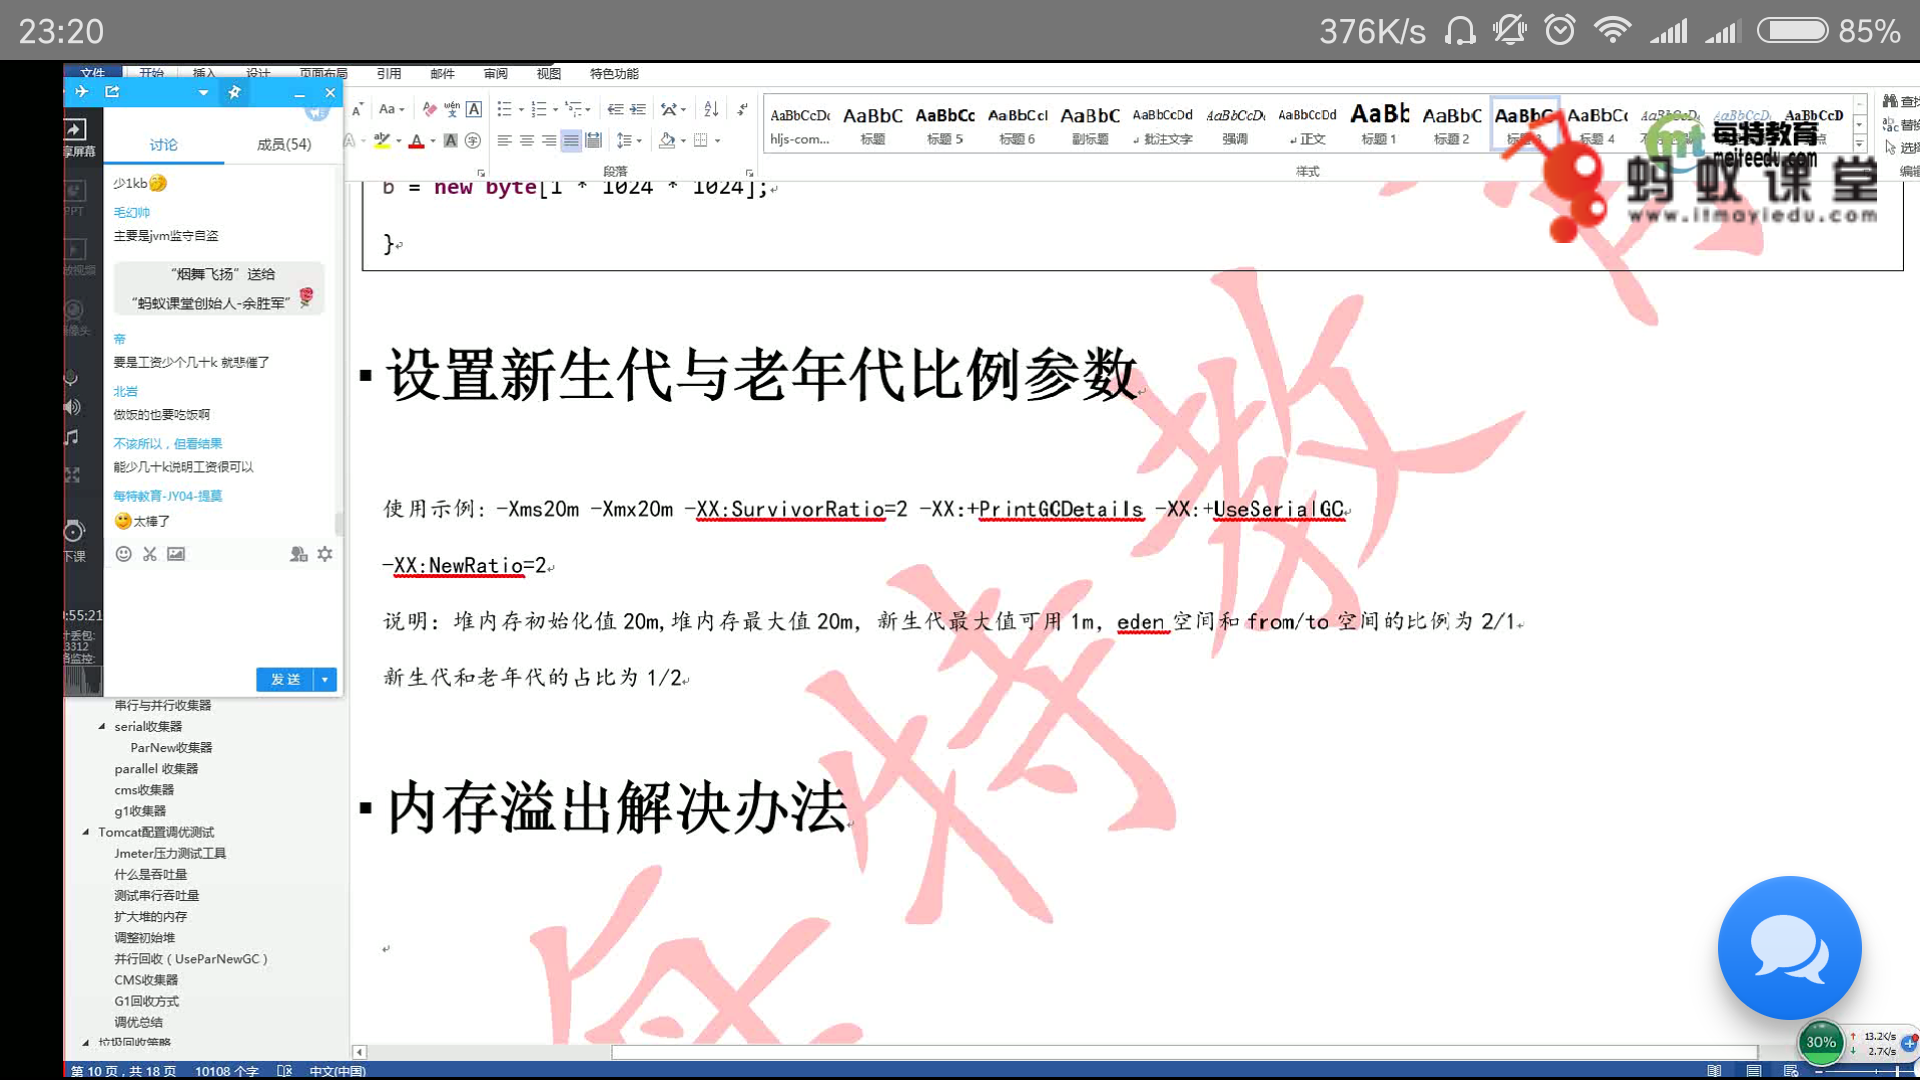 23:20
376K/s
85%
文件 开始 插入 设计 页面布局 引用 邮件 审阅 视图 特色功能
讨论
成员(54)
少1kb
毛幻帅
主要是jvm监守自盗
“烟舞飞扬”送给
“蚂蚁课堂创始人-余胜军”
帝
要是工资少个几十k 就悲催了
北岩
做饭的也要吃饭啊
不该所以，但看结果
能少几十k说明工资很可以
每特教育-JY04-提莫
太棒了
下课
:55:21
3312
发送
AaBbCcDc AaBbC AaBbCc AaBbCcI AaBbC AaBbCcDd AaBbCcDc AaBbCcDd AaBb AaBbC AaBbC AaBbCc AaBbCcD AaBbCcD AaBbCcD
hljs-com... 标题 标题 5 标题 6 副标题 批注文字 强调 正文 标题 1 标题 2 标题 4
段落
样式
每特教育
meiteedu.com
蚂蚁课堂
www.itmayiedu.com
b = new byte[1 * 1024 * 1024];
}
设置新生代与老年代比例参数
使用示例: -Xms20m -Xmx20m -XX:SurvivorRatio=2 -XX:+PrintGCDetails -XX:+UseSerialGC
-XX:NewRatio=2
说明：堆内存初始化值 20m,堆内存最大值 20m，新生代最大值可用 1m，eden 空间和 from/to 空间的比例为 2/1
新生代和老年代的占比为 1/2
内存溢出解决办法
串行与并行收集器
serial收集器
ParNew收集器
parallel 收集器
cms收集器
g1收集器
Tomcat配置调优测试
Jmeter压力测试工具
什么是吞吐量
测试串行吞吐量
扩大堆的内存
调整初始堆
并行回收（UseParNewGC）
CMS收集器
G1回收方式
调优总结
垃圾回收策略
第 10 页，共 18 页 10108 个字 中文(中国)
30%
13.2K/s
2.7K/s
每特教育